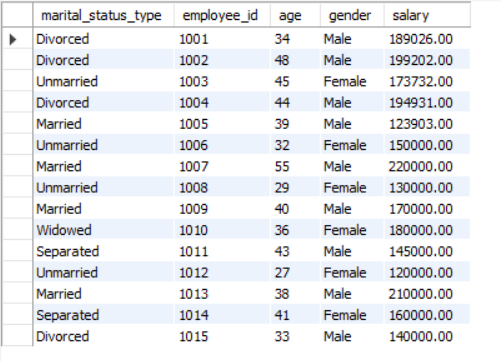 marital_status_type employee_id age gender salary
Divorced 1001 34 Male 189026.00
Divorced 1002 48 Male 199202.00
Unmarried 1003 45 Female 173732.00
Divorced 1004 44 Male 194931.00
Married 1005 39 Male 123903.00
Unmarried 1006 32 Female 150000.00
Married 1007 55 Male 220000.00
Unmarried 1008 29 Female 130000.00
Married 1009 40 Male 170000.00
Widowed 1010 36 Female 180000.00
Separated 1011 43 Male 145000.00
Unmarried 1012 27 Female 120000.00
Married 1013 38 Male 210000.00
Separated 1014 41 Female 160000.00
Divorced 1015 33 Male 140000.00